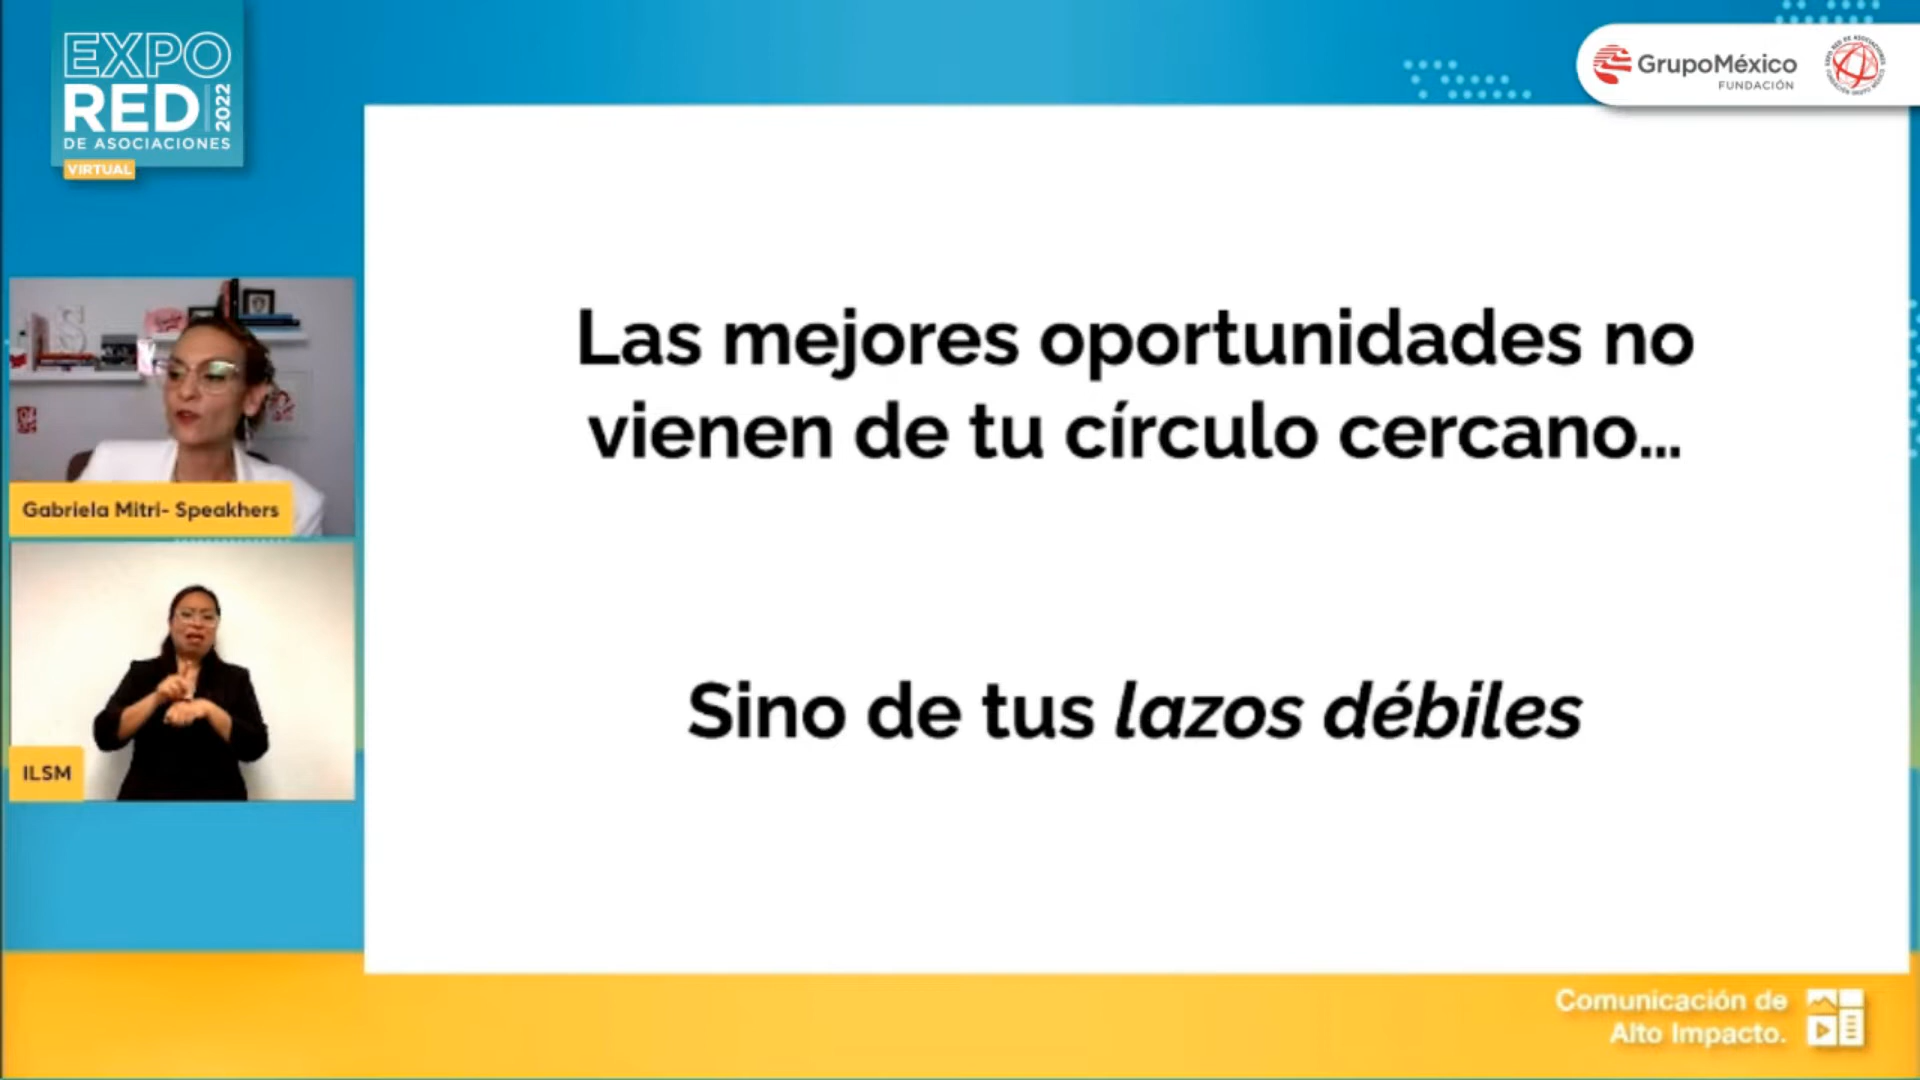 EXPO
RED 2022
DE ASOCIACIONES
VIRTUAL
GrupoMéxico
FUNDACIÓN
Las mejores oportunidades no
vienen de tu círculo cercano...
Sino de tus lazos débiles
Gabriela Mitri- Speakhers
ILSM
Comunicación de
Alto Impacto.